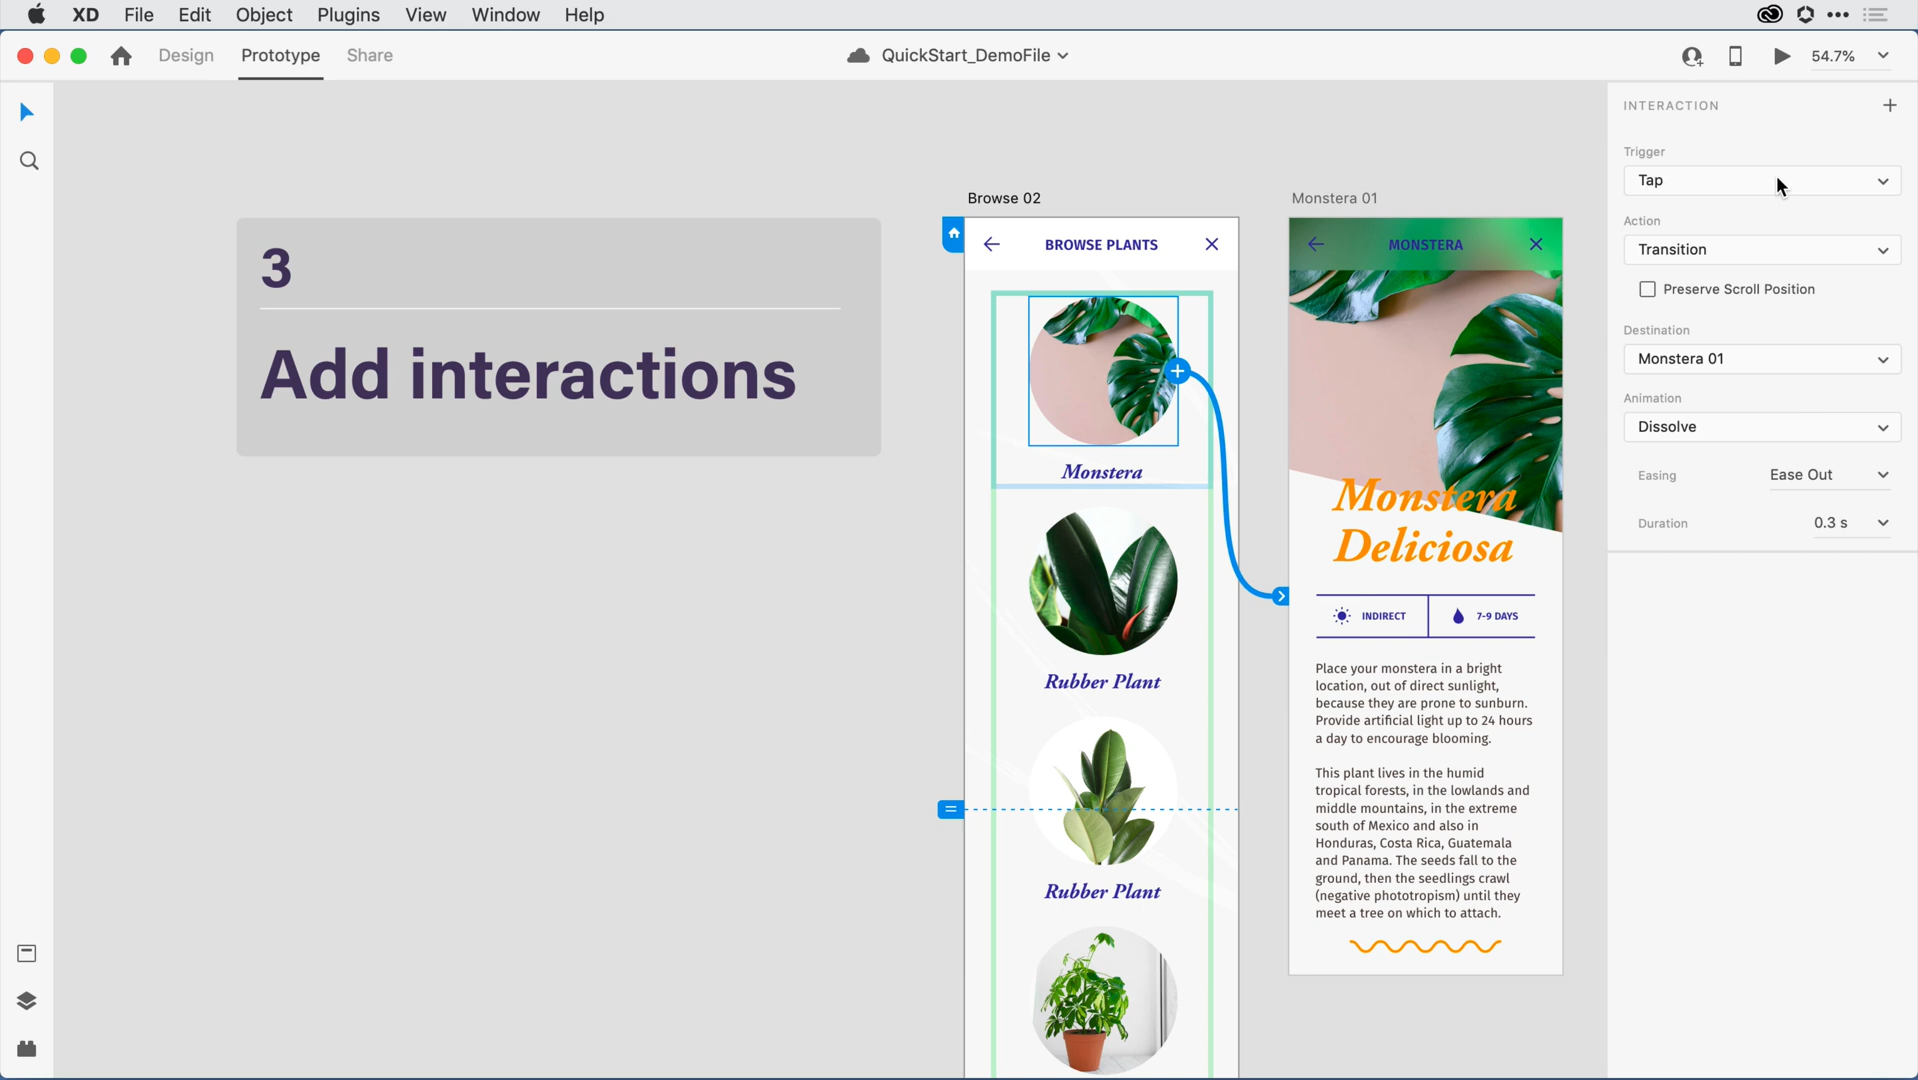 XD File Edit Object Plugins View Window Help
Design Prototype Share
QuickStart_DemoFile
54.7%
INTERACTION
Trigger
Tap
Action
Transition
Preserve Scroll Position
Destination
Monstera 01
Animation
Dissolve
Easing Ease Out
Duration 0.3 s
3
Add interactions
Browse 02
BROWSE PLANTS
Monstera
Rubber Plant
Rubber Plant
Monstera 01
MONSTERA
Monstera
Deliciosa
INDIRECT 7-9 DAYS
Place your monstera in a bright
location, out of direct sunlight,
because they are prone to sunburn.
Provide artificial light up to 24 hours
a day to encourage blooming.
This plant lives in the humid
tropical forests, in the lowlands and
middle mountains, in the extreme
south of Mexico and also in
Honduras, Costa Rica, Guatemala
and Panama. The seeds fall to the
ground, then the seedlings crawl
(negative phototropism) until they
meet a tree on which to attach.